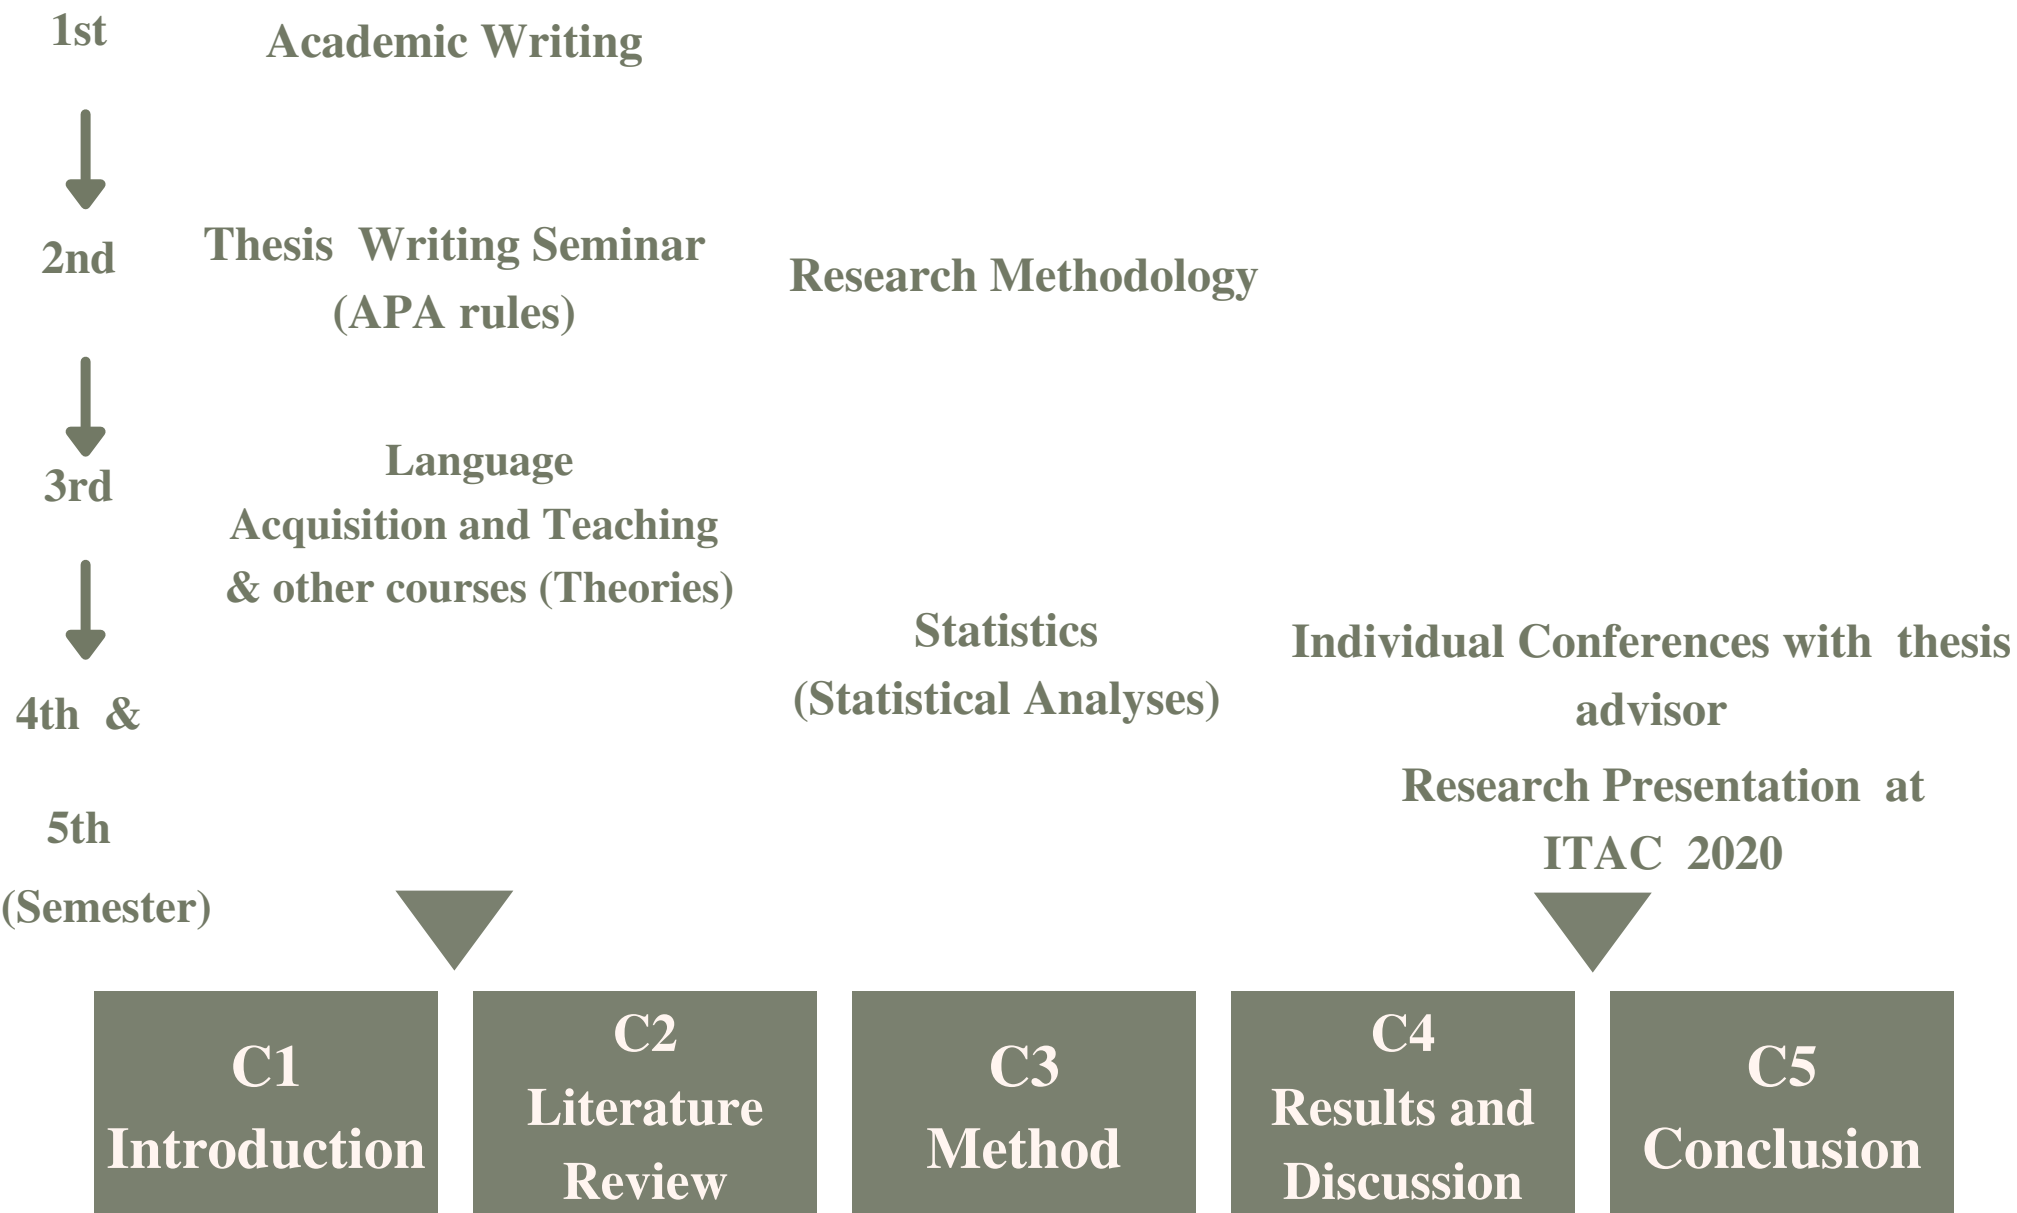 1st
Academic Writing
2nd
Thesis Writing Seminar
(APA rules)
Research Methodology
3rd
Language
Acquisition and Teaching
& other courses (Theories)
Statistics
(Statistical Analyses)
Individual Conferences with thesis
advisor
Research Presentation at
ITAC 2020
4th &
5th
(Semester)
C1
Introduction
C2
Literature
Review
C3
Method
C4
Results and
Discussion
C5
Conclusion